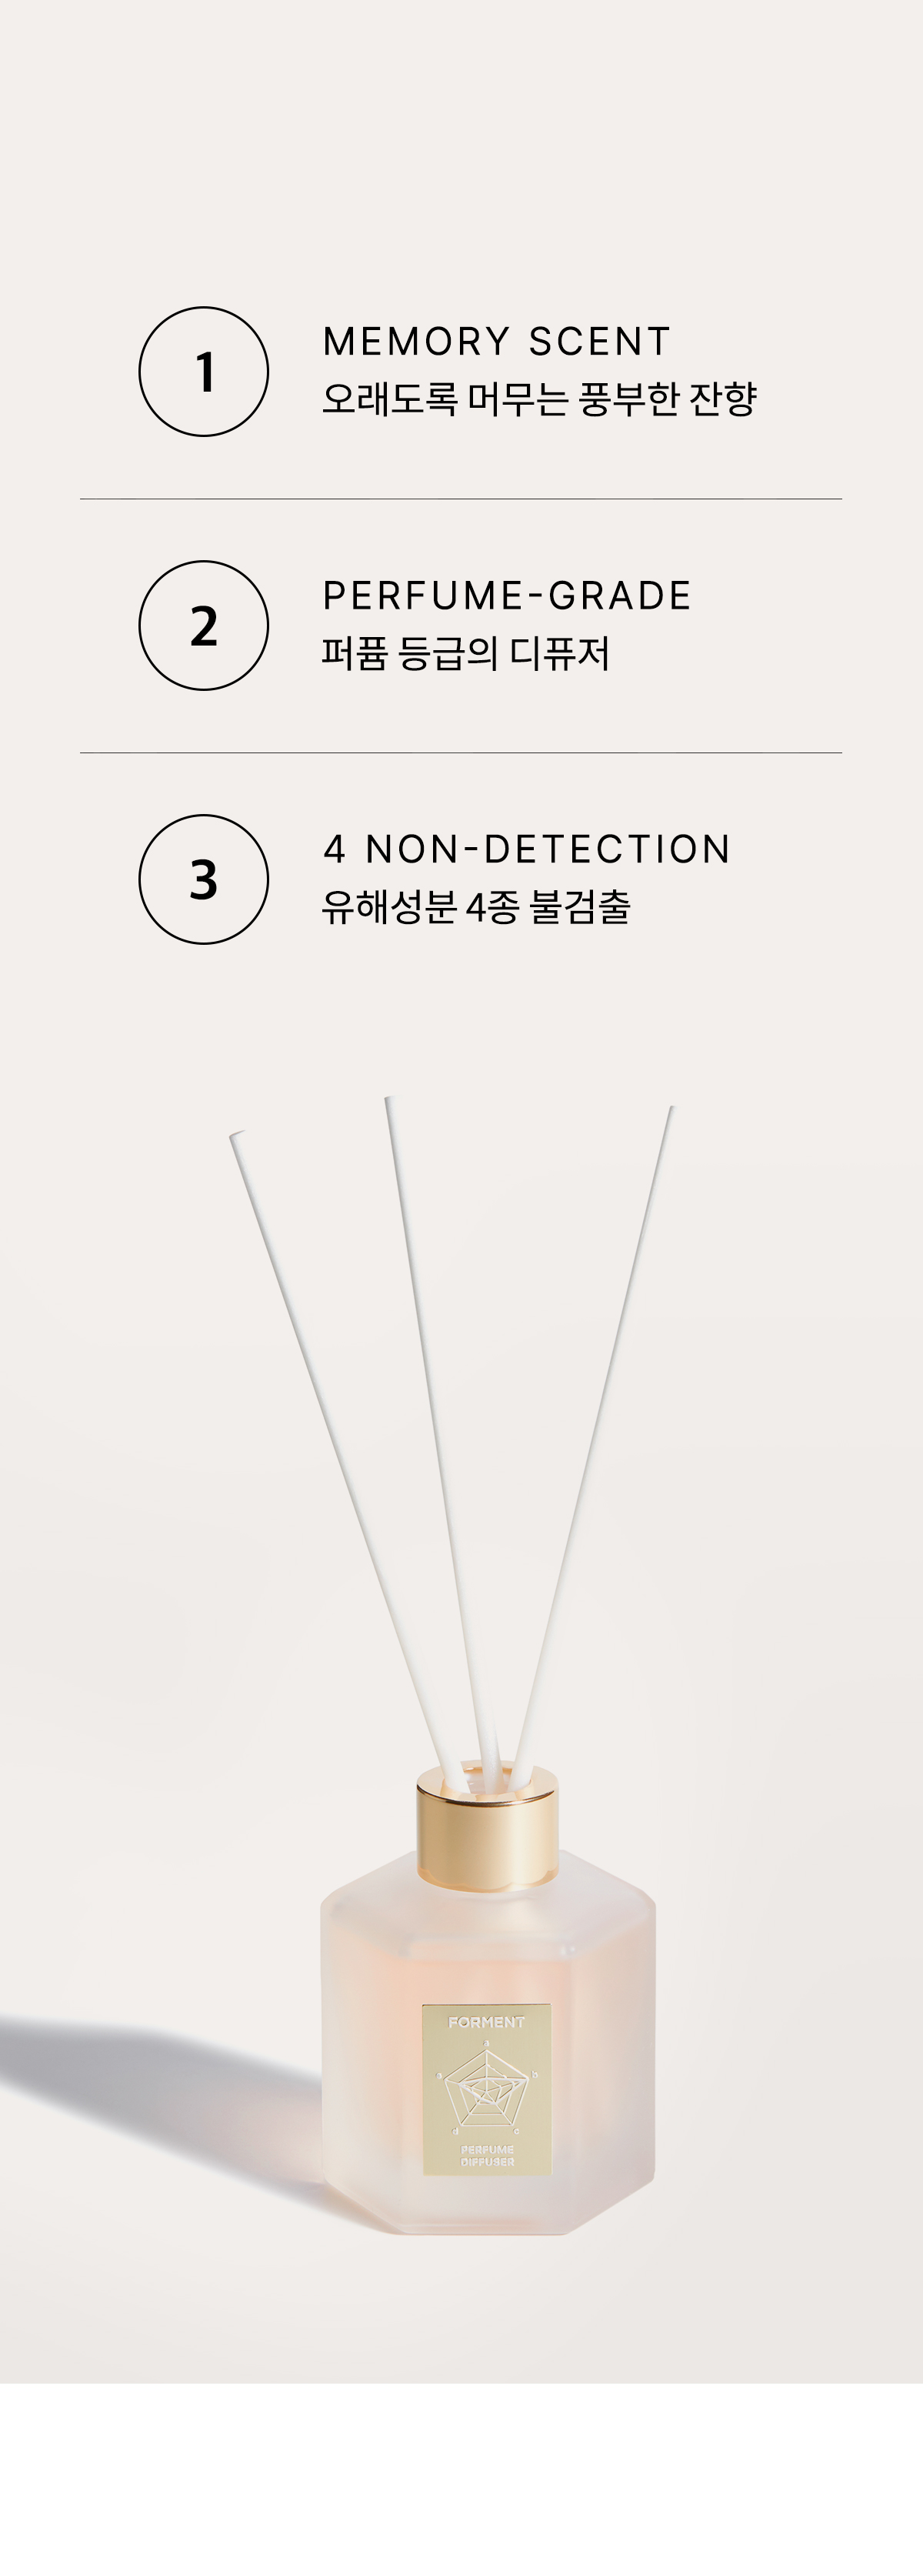 1
MEMORY SCENT
오래도록 머무는 풍부한 잔향
2
PERFUME-GRADE
퍼퓸 등급의 디퓨저
3
4 NON-DETECTION
유해성분 4종 불검출
FORMENT
PERFUME
DIFFUSER